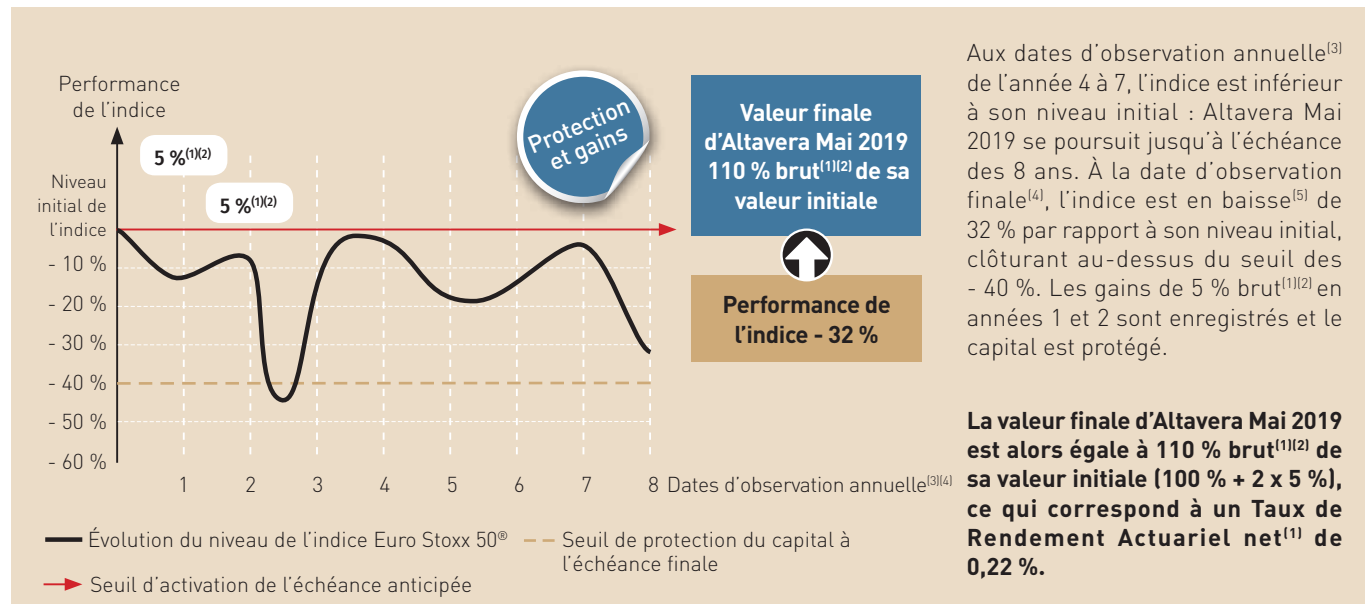 Performance
de l'indice
5 %(1)(2)
5 %(1)(2)
Niveau
initial de
l'indice
- 10 %
- 20 %
- 30 %
- 40 %
- 50 %
- 60 %
1 2 3 4 5 6 7 8 Dates d'observation annuelle(3)(4)
Évolution du niveau de l'indice Euro Stoxx 50®
Seuil de protection du capital à
l'échéance finale
Seuil d'activation de l'échéance anticipée
Protection
et gains
Valeur finale
d'Altavera Mai 2019
110 % brut(1)(2) de sa
valeur initiale
Performance de
l'indice - 32 %
Aux dates d'observation annuelle(3)
de l'année 4 à 7, l'indice est inférieur
à son niveau initial : Altavera Mai
2019 se poursuit jusqu'à l'échéance
des 8 ans. À la date d'observation
finale(4), l'indice est en baisse(5) de
32 % par rapport à son niveau initial,
clôturant au-dessus du seuil des
- 40 %. Les gains de 5 % brut(1)(2) en
années 1 et 2 sont enregistrés et le
capital est protégé.
La valeur finale d'Altavera Mai 2019
est alors égale à 110 % brut(1)(2) de
sa valeur initiale (100 % + 2 x 5 %),
ce qui correspond à un Taux de
Rendement Actuariel net(1) de
0,22 %.